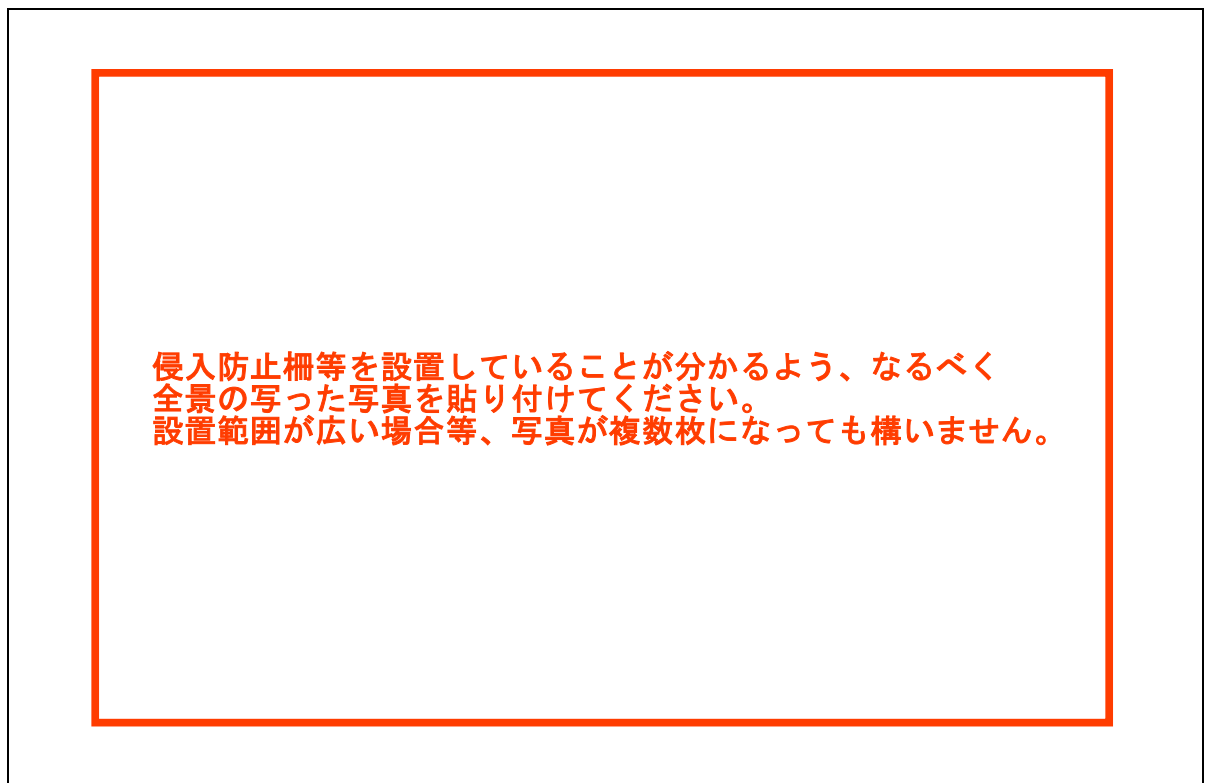 侵入防止柵等を設置していることが分かるよう、なるべく
全景の写った写真を貼り付けてください。
設置範囲が広い場合等、写真が複数枚になっても構いません。